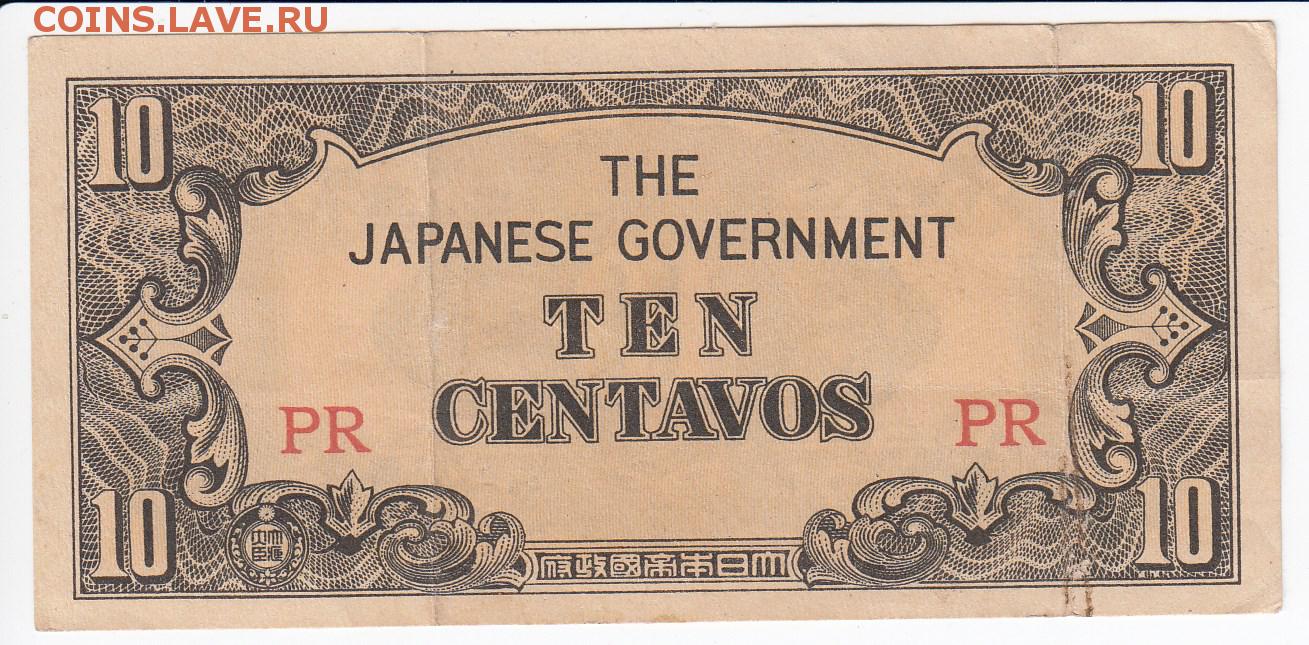 COINS.LAVE.RU
10 10
THE
JAPANESE GOVERNMENT
TEN
CENTAVOS
PR PR
10 10
府政國帝本日大